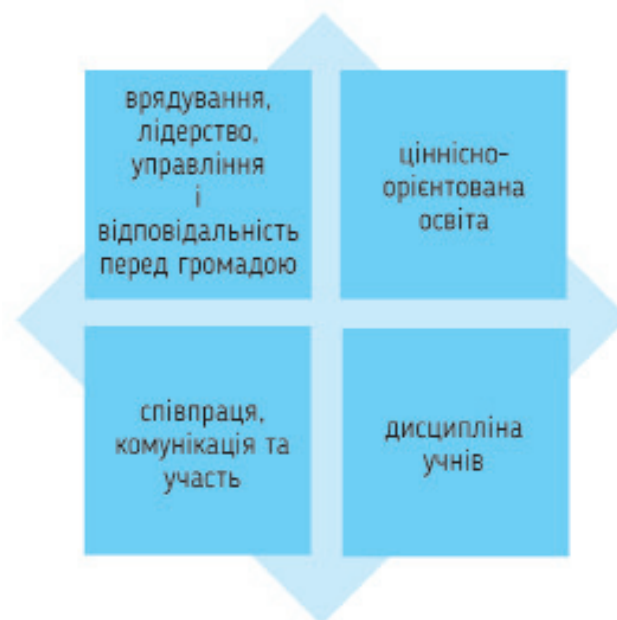 врядування,
лідерство,
управління
і
відповідальність
перед громадою
ціннісно-
орієнтована
освіта
співпраця,
комунікація та
участь
дисципліна
учнів